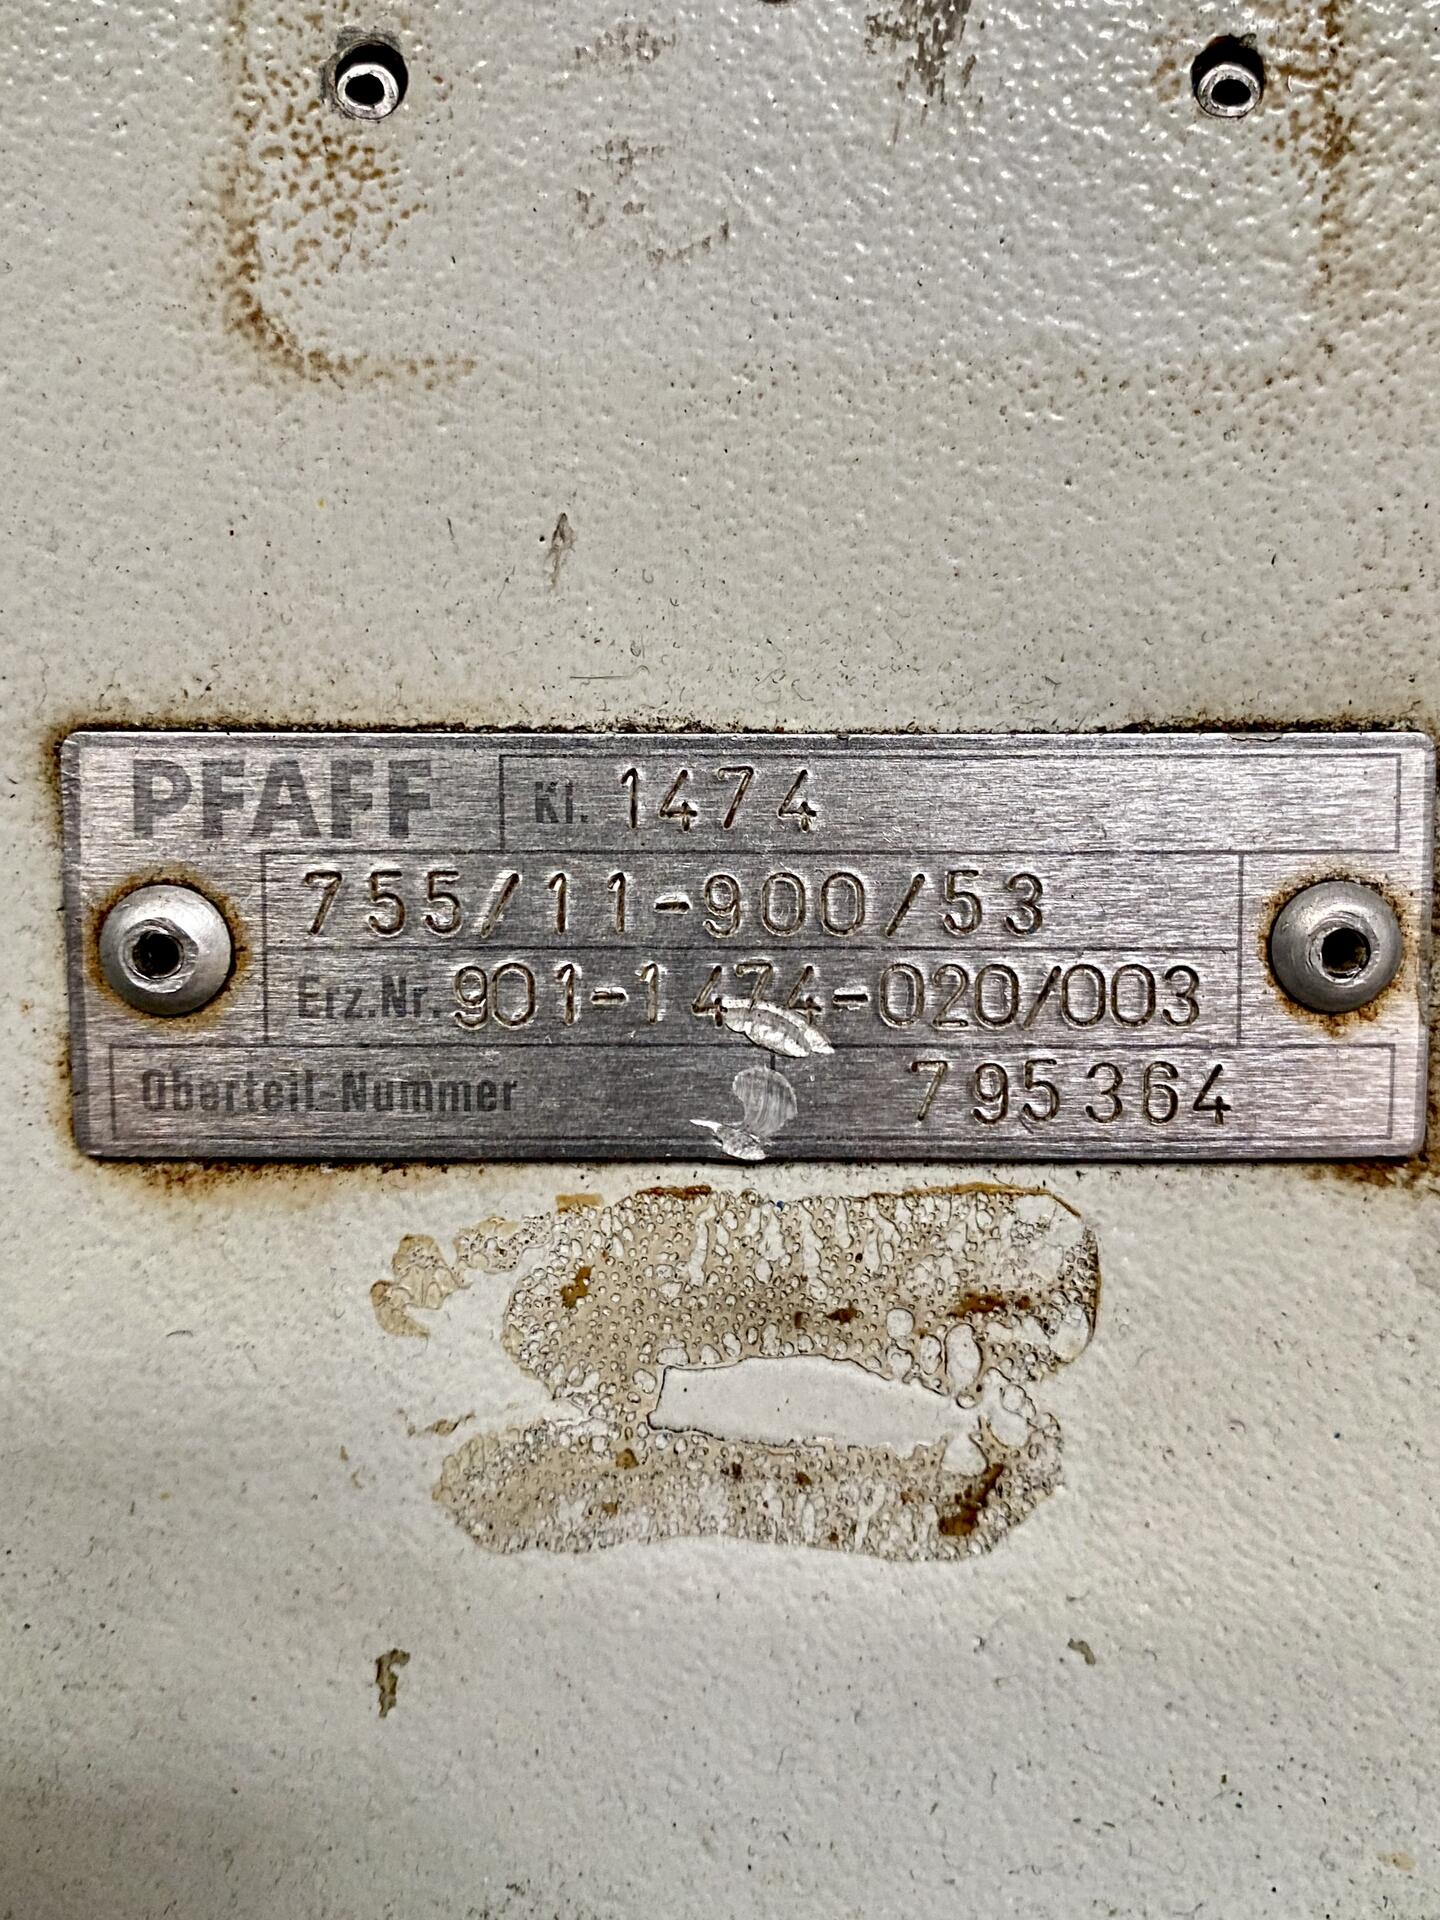 PFAFF Kl. 1474
755/11-900/53
Erz.Nr. 901-1474-020/003
Oberteil-Nummer 795364